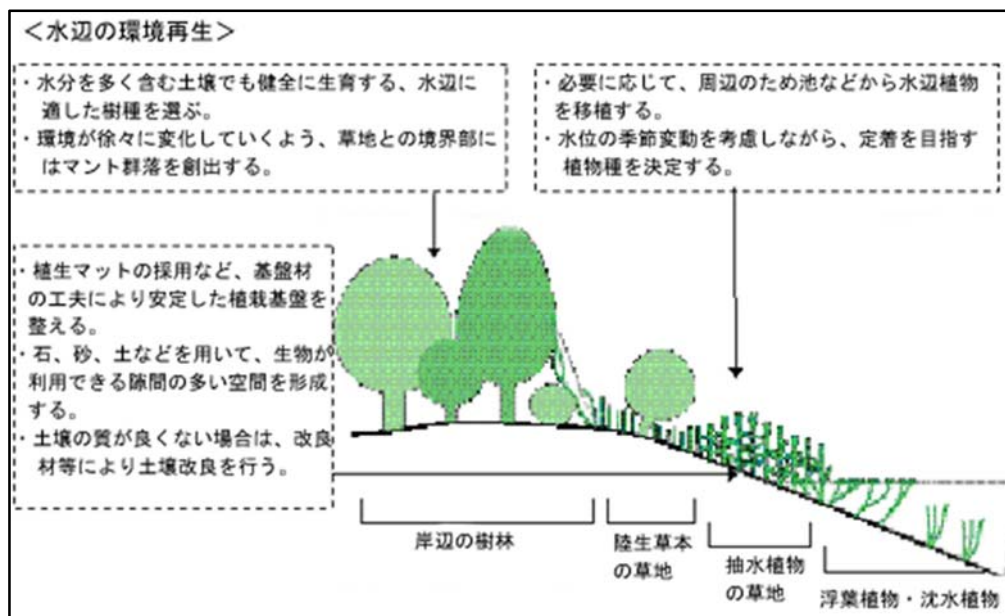 ＜水辺の環境再生＞
・水分を多く含む土壌でも健全に生育する、水辺に
適した樹種を選ぶ。
・環境が徐々に変化していくよう、草地との境界部に
はマント群落を創出する。
・必要に応じて、周辺のため池などから水辺植物
を移植する。
・水位の季節変動を考慮しながら、定着を目指す
植物種を決定する。
・植生マットの採用など、基盤材
の工夫により安定した植栽基盤を
整える。
・石、砂、土などを用いて、生物が
利用できる隙間の多い空間を形成
する。
・土壌の質が良くない場合は、改良
材等により土壌改良を行う。
岸辺の樹林
陸生草本
の草地
抽水植物
の草地
浮葉植物・沈水植物